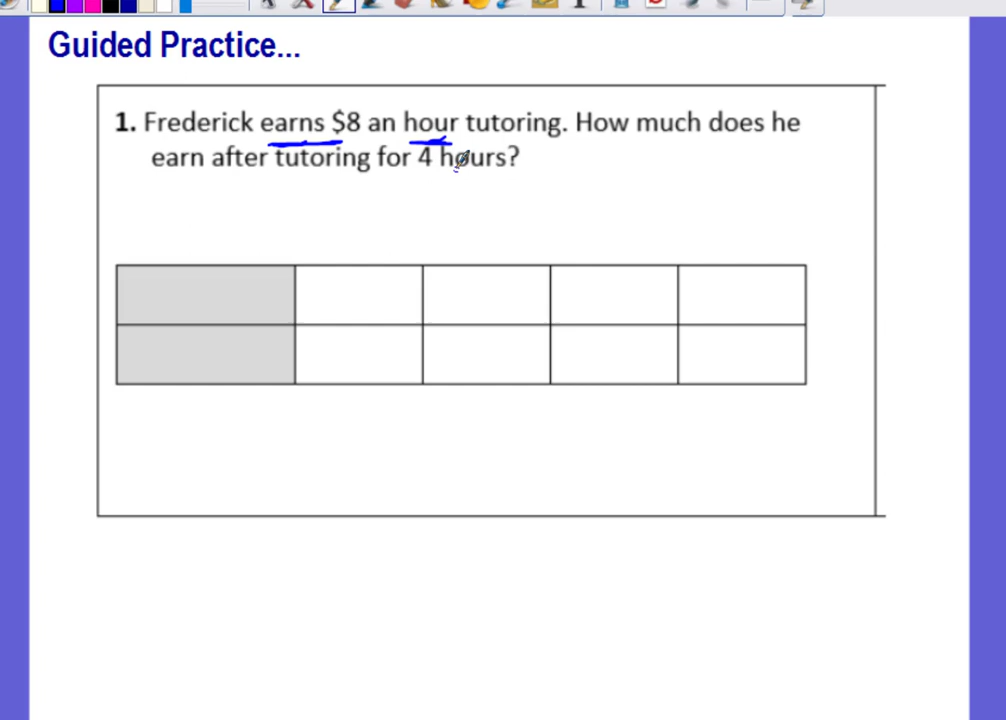 Guided Practice...
1. Frederick earns $8 an hour tutoring. How much does he
earn after tutoring for 4 hours?